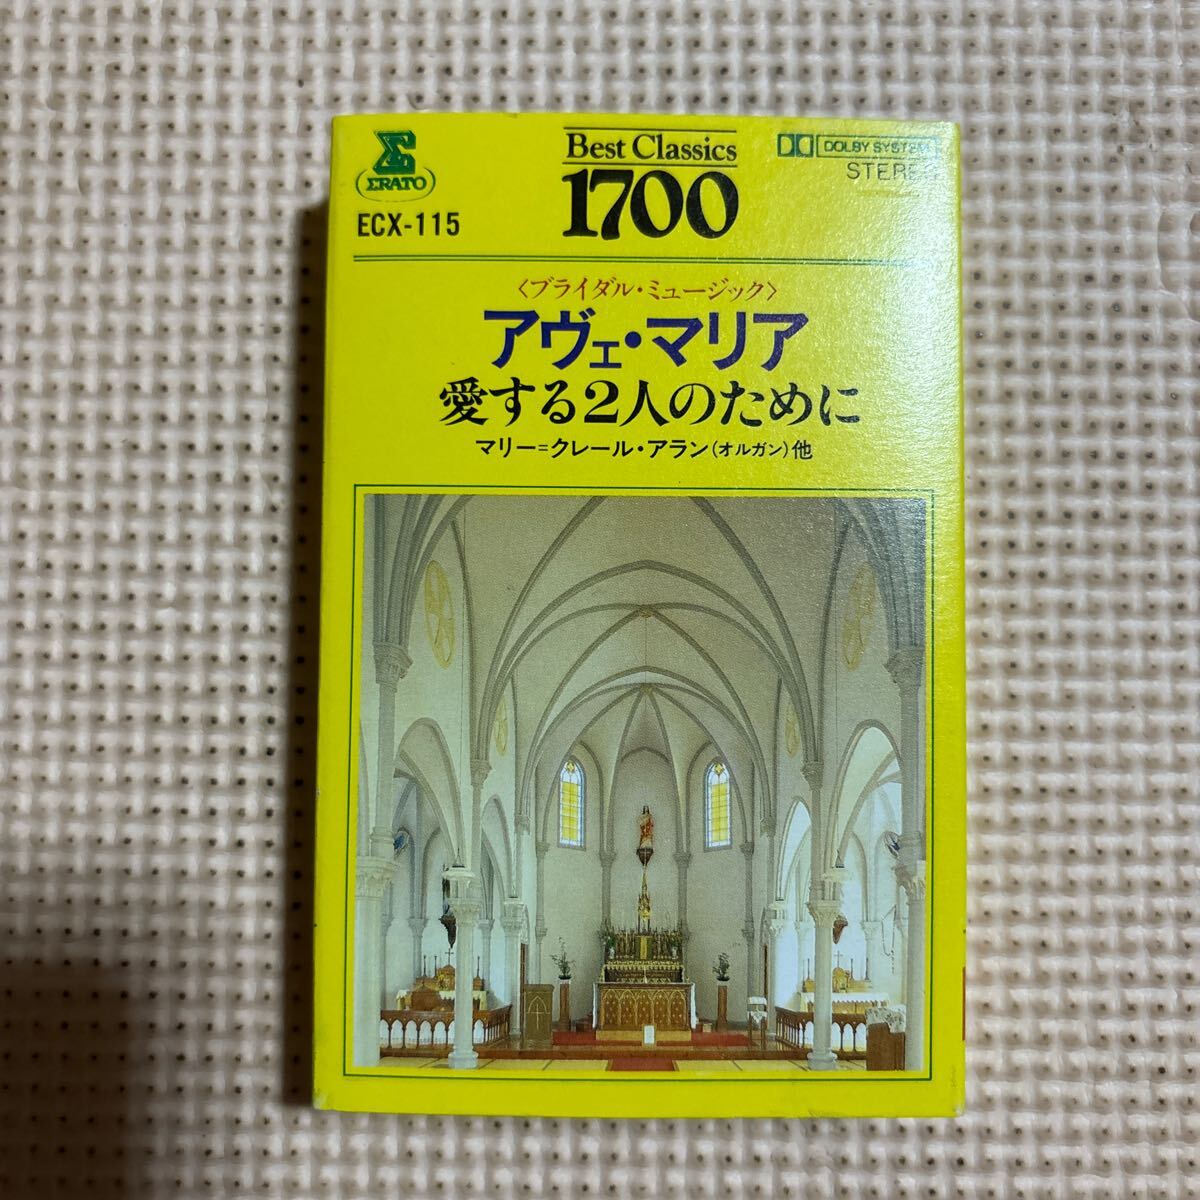 ERATO
ECX-115
Best Classics
1700
DOLBY SYSTEM
STEREO
〈ブライダル・ミュージック〉
アヴェ・マリア
愛する2人のために
マリー=クレール・アラン(オルガン)他